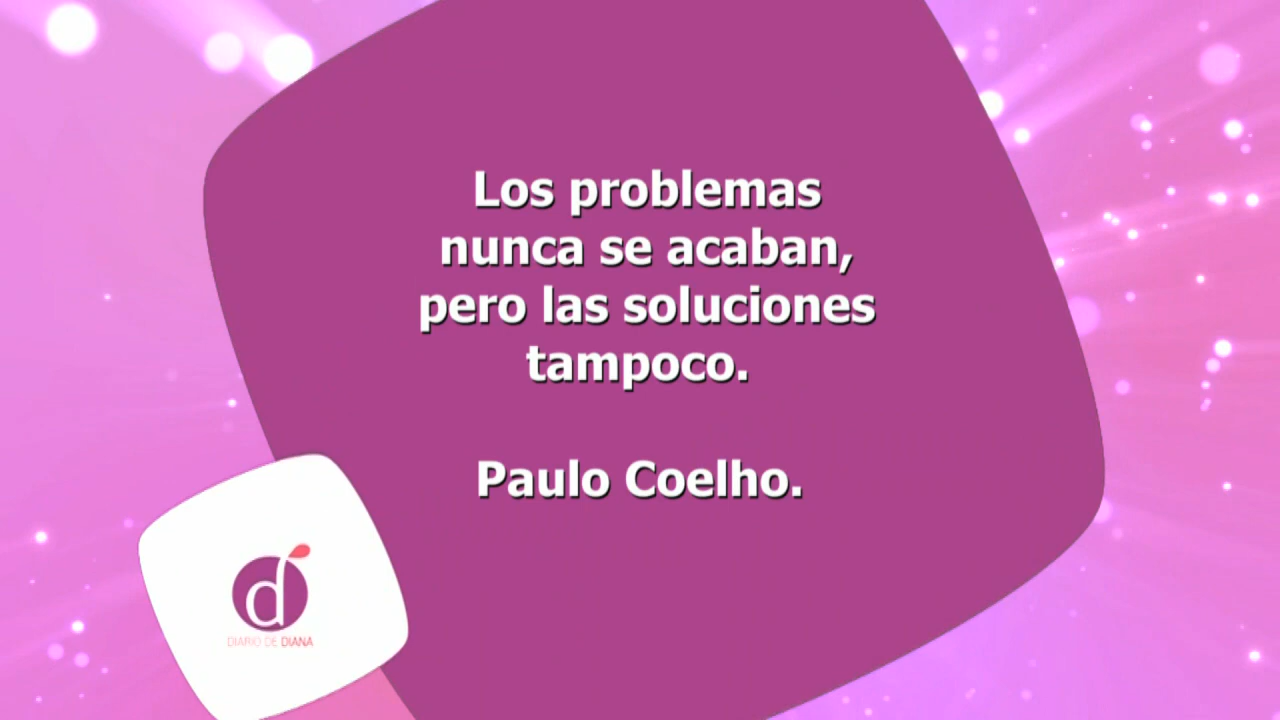 Los problemas
nunca se acaban,
pero las soluciones
tampoco.
Paulo Coelho.
d
DIARIO DE DIANA